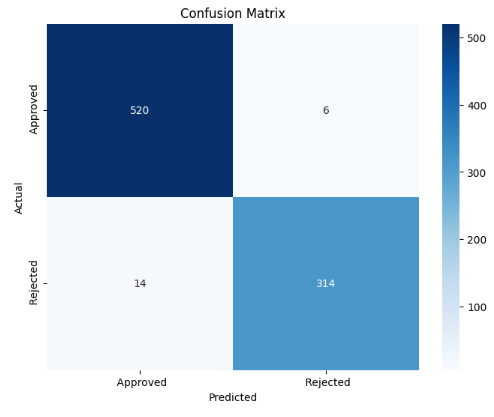 Confusion Matrix
Actual
Approved
520
6
Rejected
14
314
Approved
Rejected
Predicted
500
400
300
200
100